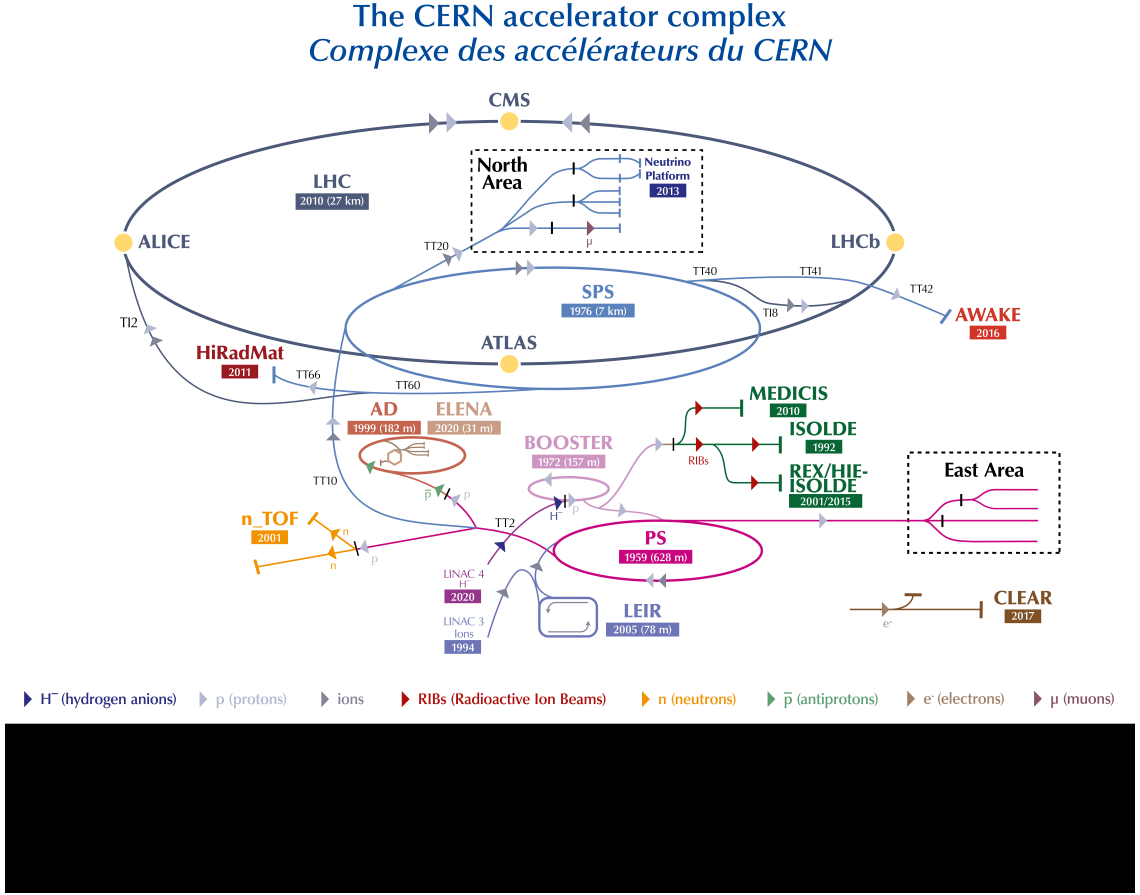 The CERN accelerator complex
Complexe des accélérateurs du CERN
CMS
North
Area
Neutrino
Platform
2013
LHC
2010 (27 km)
µ
ALICE
LHCb
TT20
TT40
TT41
TT42
SPS
1976 (7 km)
TI8
AWAKE
2016
TI2
ATLAS
HiRadMat
2011
TT66
TT60
MEDICIS
2010
AD
1999 (182 m)
ELENA
2020 (31 m)
ISOLDE
1992
BOOSTER
1972 (157 m)
RIBs
REX/HIE-
ISOLDE
2001/2015
East Area
TT10
p̅
p
H⁻
p
n_TOF
2001
n
n
p
TT2
PS
1959 (628 m)
LINAC 4
H⁻
2020
LINAC 3
Ions
1994
LEIR
2005 (78 m)
CLEAR
2017
e⁻
H⁻ (hydrogen anions)
p (protons)
ions
RIBs (Radioactive Ion Beams)
n (neutrons)
p̅ (antiprotons)
e⁻ (electrons)
µ (muons)